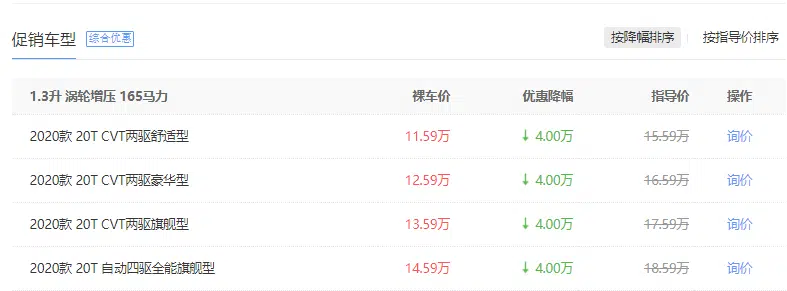 促销车型 综合优惠 按降幅排序 按指导价排序
1.3升 涡轮增压 165马力 裸车价 优惠降幅 指导价 操作
2020款 20T CVT两驱舒适型 11.59万 ↓ 4.00万 15.59万 询价
2020款 20T CVT两驱豪华型 12.59万 ↓ 4.00万 16.59万 询价
2020款 20T CVT两驱旗舰型 13.59万 ↓ 4.00万 17.59万 询价
2020款 20T 自动四驱全能旗舰型 14.59万 ↓ 4.00万 18.59万 询价